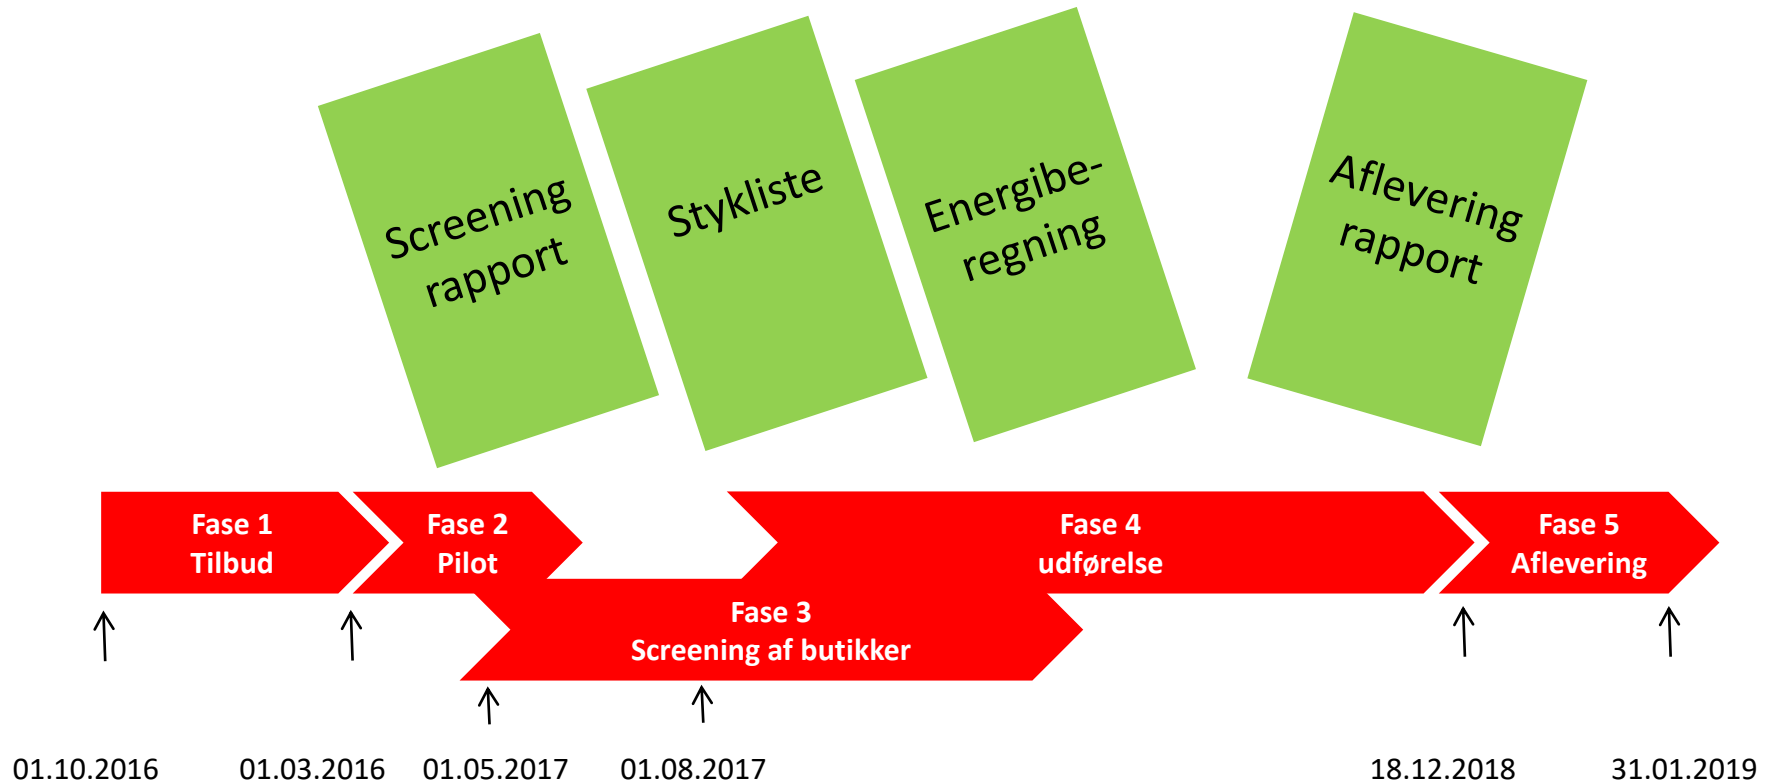 Screening
rapport
Stykliste
Energibe-
regning
Aflevering
rapport
Fase 1
Tilbud
Fase 2
Pilot
Fase 4
udførelse
Fase 5
Aflevering
Fase 3
Screening af butikker
01.10.2016
01.03.2016
01.05.2017
01.08.2017
18.12.2018
31.01.2019